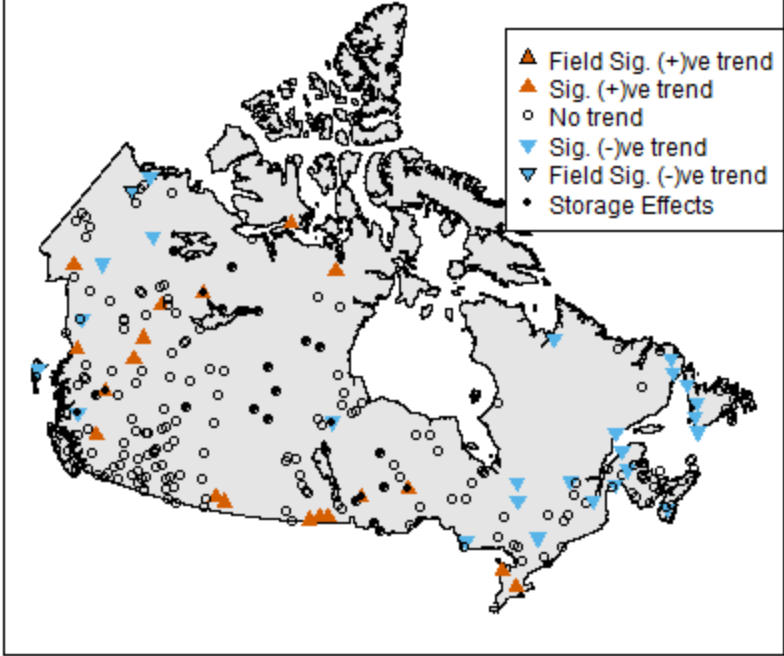 Field Sig. (+)ve trend
Sig. (+)ve trend
No trend
Sig. (-)ve trend
Field Sig. (-)ve trend
Storage Effects